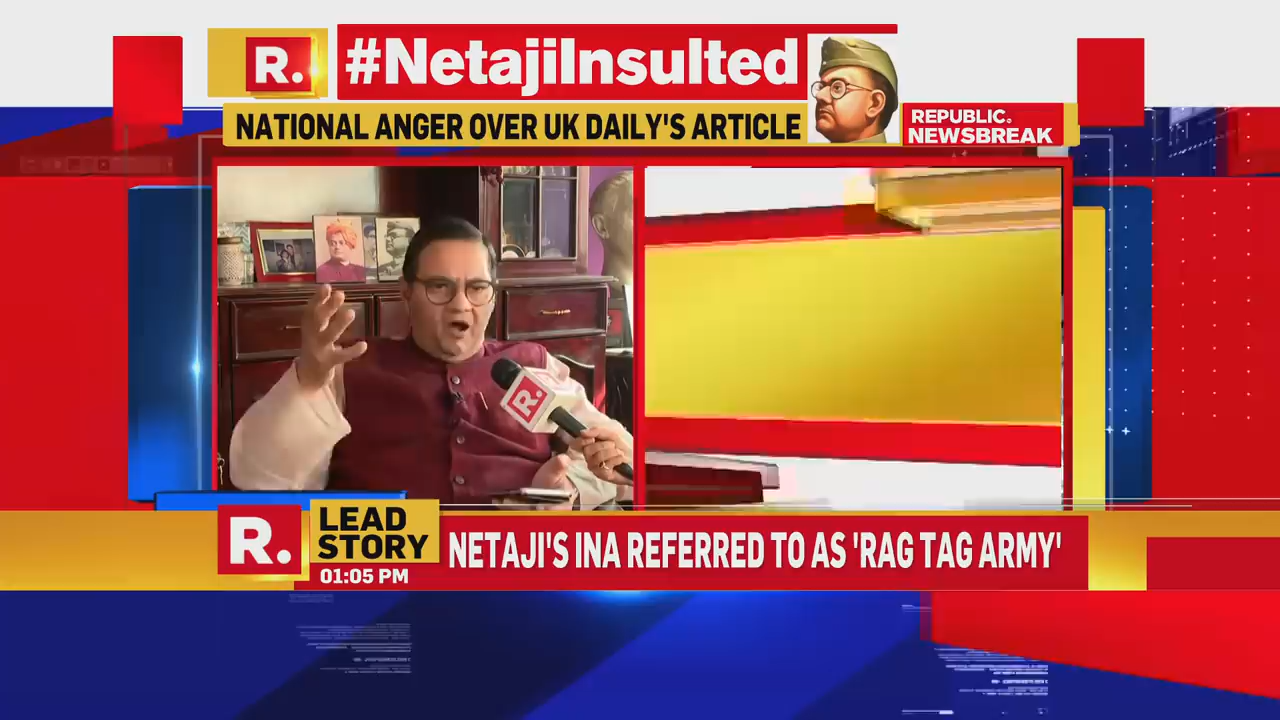 R. #NetajiInsulted
NATIONAL ANGER OVER UK DAILY'S ARTICLE
REPUBLIC.
NEWSBREAK
R.
R.
LEAD
STORY
01:05 PM
NETAJI'S INA REFERRED TO AS 'RAG TAG ARMY'